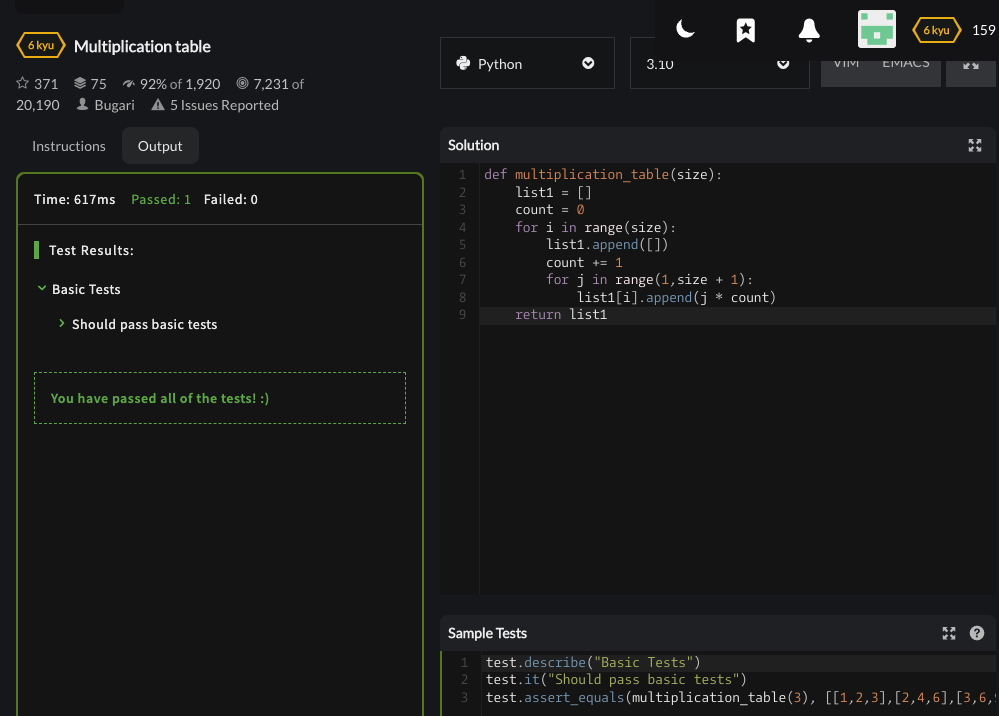 6 kyu Multiplication table
371 75 92% of 1,920 7,231 of
20,190 Bugari 5 Issues Reported
Instructions Output
Time: 617ms Passed: 1 Failed: 0
Test Results:
Basic Tests
Should pass basic tests
You have passed all of the tests! :)
6 kyu 159
Python 3.10 VIM EMACS
Solution
1 def multiplication_table(size):
2 list1 = []
3 count = 0
4 for i in range(size):
5 list1.append([])
6 count += 1
7 for j in range(1,size + 1):
8 list1[i].append(j * count)
9 return list1
Sample Tests
?
1 test.describe("Basic Tests")
2 test.it("Should pass basic tests")
3 test.assert_equals(multiplication_table(3), [[1,2,3],[2,4,6],[3,6,